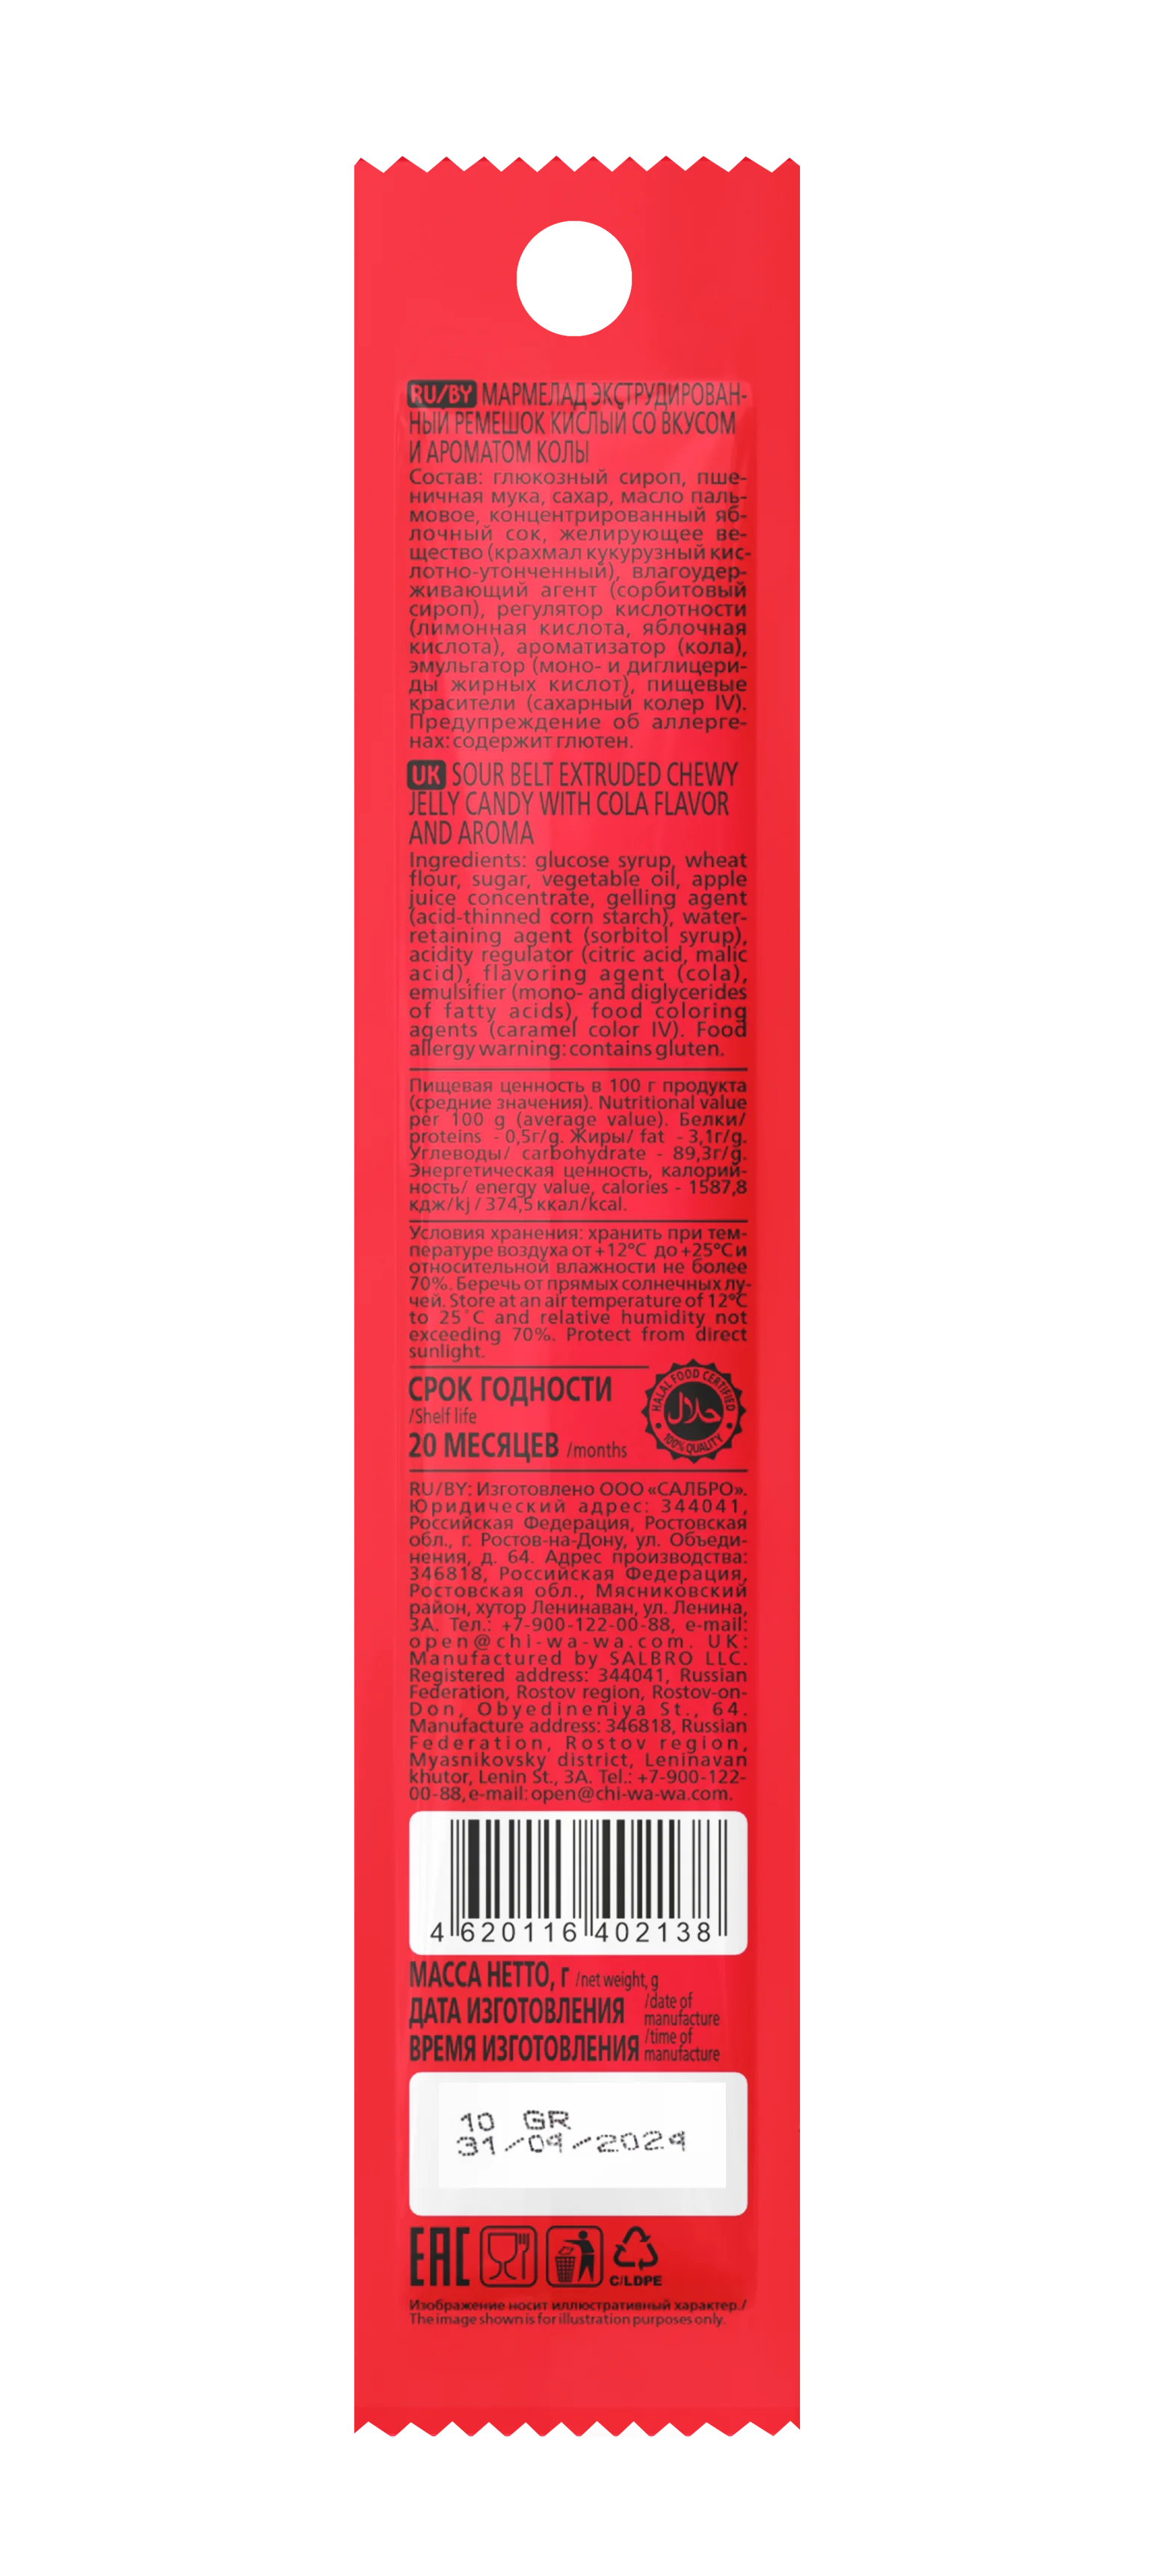 RU/BY МАРМЕЛАД ЭКСТРУДИРОВАН-
НЫЙ РЕМЕШОК КИСЛЫЙ СО ВКУСОМ
И АРОМАТОМ КОЛЫ
Состав: глюкозный сироп, пше-
ничная мука, сахар, масло паль-
мовое, концентрированный яб-
лочный сок, желирующее ве-
щество (крахмал кукурузный кис-
лотно-утонченный), влагоудер-
живающий агент (сорбитовый
сироп), регулятор кислотности
(лимонная кислота, яблочная
кислота), ароматизатор (кола),
эмульгатор (моно- и диглицери-
ды жирных кислот), пищевые
красители (сахарный колер IV).
Предупреждение об аллерге-
нах: содержит глютен.
UK SOUR BELT EXTRUDED CHEWY
JELLY CANDY WITH COLA FLAVOR
AND AROMA
Ingredients: glucose syrup, wheat
flour, sugar, vegetable oil, apple
juice concentrate, gelling agent
(acid-thinned corn starch), water-
retaining agent (sorbitol syrup),
acidity regulator (citric acid, malic
acid), flavoring agent (cola),
emulsifier (mono- and diglycerides
of fatty acids), food coloring
agents (caramel color IV). Food
allergy warning: contains gluten.
Пищевая ценность в 100 г продукта
(средние значения). Nutritional value
per 100 g (average value). Белки/
proteins - 0,5г/g. Жиры/ fat - 3,1г/g.
Углеводы/ carbohydrate - 89,3г/g.
Энергетическая ценность, калорий-
ность/ energy value, calories - 1587,8
кдж/kj / 374,5 ккал/kcal.
Условия хранения: хранить при тем-
пературе воздуха от +12°C до +25°C и
относительной влажности не более
70%. Беречь от прямых солнечных лу-
чей. Store at an air temperature of 12°C
to 25°C and relative humidity not
exceeding 70%. Protect from direct
sunlight.
СРОК ГОДНОСТИ
/Shelf life
20 МЕСЯЦЕВ /months
HALAL FOOD CERTIFIED
حلال
100% QUALITY
RU/BY: Изготовлено ООО «САЛБРО».
Юридический адрес: 344041,
Российская Федерация, Ростовская
обл., г. Ростов-на-Дону, ул. Объеди-
нения, д. 64. Адрес производства:
346818, Российская Федерация,
Ростовская обл., Мясниковский
район, хутор Ленинаван, ул. Ленина,
3А. Тел.: +7-900-122-00-88, e-mail:
open@chi-wa-wa.com. UK:
Manufactured by SALBRO LLC.
Registered address: 344041, Russian
Federation, Rostov region, Rostov-on-
Don, Obyedineniya St., 64.
Manufacture address: 346818, Russian
Federation, Rostov region,
Myasnikovsky district, Leninavan
khutor, Lenin St., 3A. Tel.: +7-900-122-
00-88, e-mail: open@chi-wa-wa.com.
4 620116 402138
МАССА НЕТТО, г /net weight, g
ДАТА ИЗГОТОВЛЕНИЯ /date of manufacture
ВРЕМЯ ИЗГОТОВЛЕНИЯ /time of manufacture
10 GR
31/04/2024
EAC
C/LDPE
Изображение носит иллюстративный характер./
The image shown is for illustration purposes only.